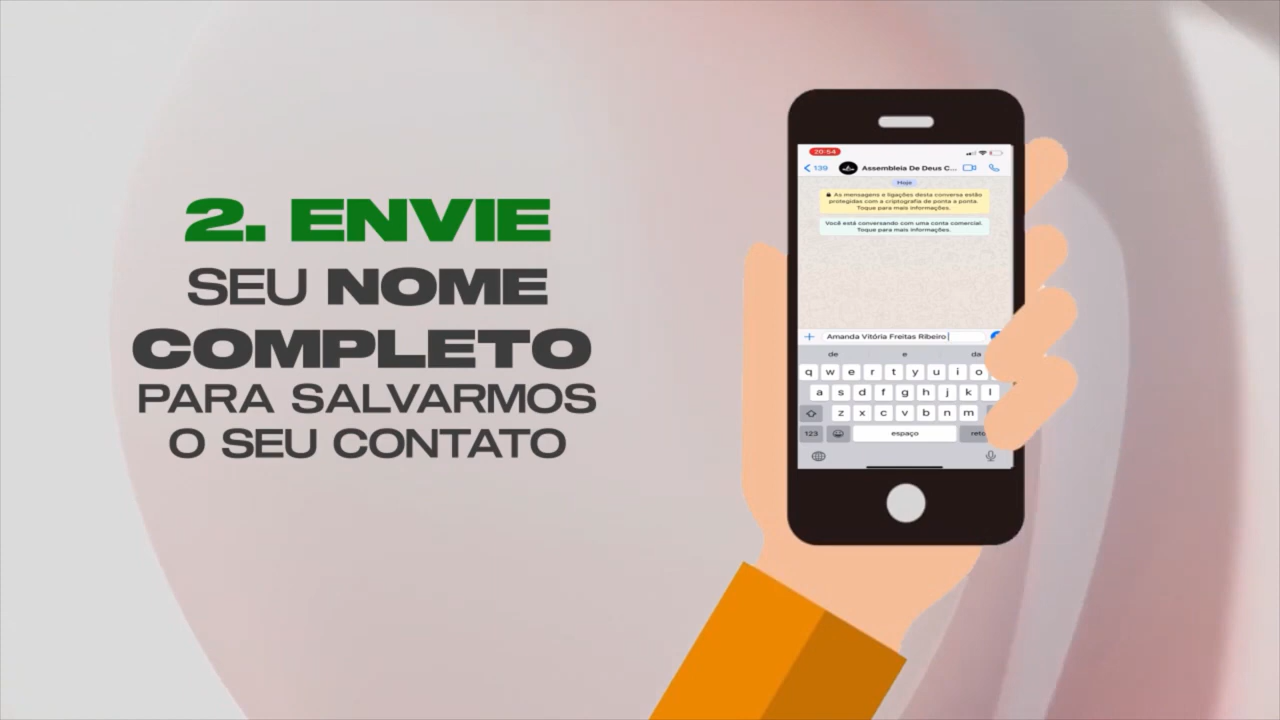 2. ENVIE
SEU NOME
COMPLETO
PARA SALVARMOS
O SEU CONTATO
20:54
139 Assembleia De Deus C...
Hoje
As mensagens e ligações desta conversa estão
protegidas com a criptografia de ponta a ponta.
Toque para mais informações.
Você está conversando com uma conta comercial.
Toque para mais informações.
Amanda Vitória Freitas Ribeiro
de e da
q w e r t y u i o
a s d f g h j k l
z x c v b n m
123 espaço reto